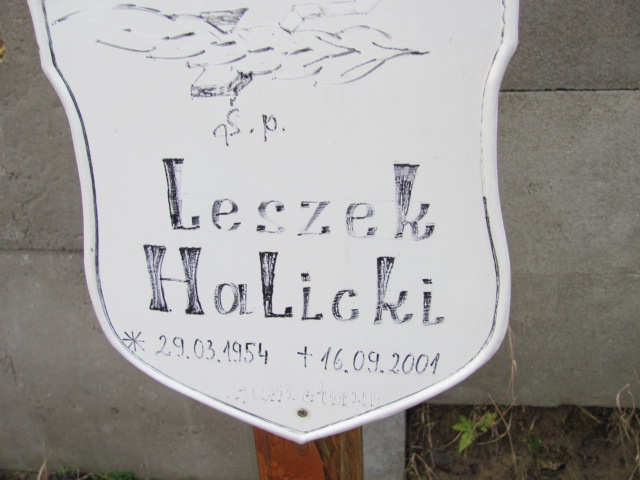 Ś.p.
Leszek
Halicki
* 29.03.1954 † 16.09.2001